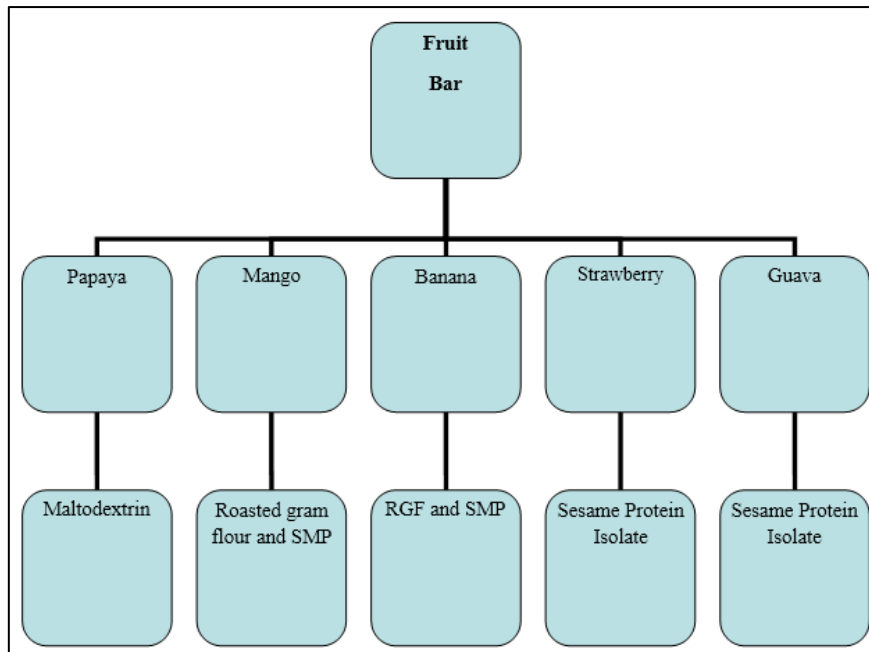 Fruit
Bar
Papaya
Mango
Banana
Strawberry
Guava
Maltodextrin
Roasted gram
flour and SMP
RGF and SMP
Sesame Protein
Isolate
Sesame Protein
Isolate